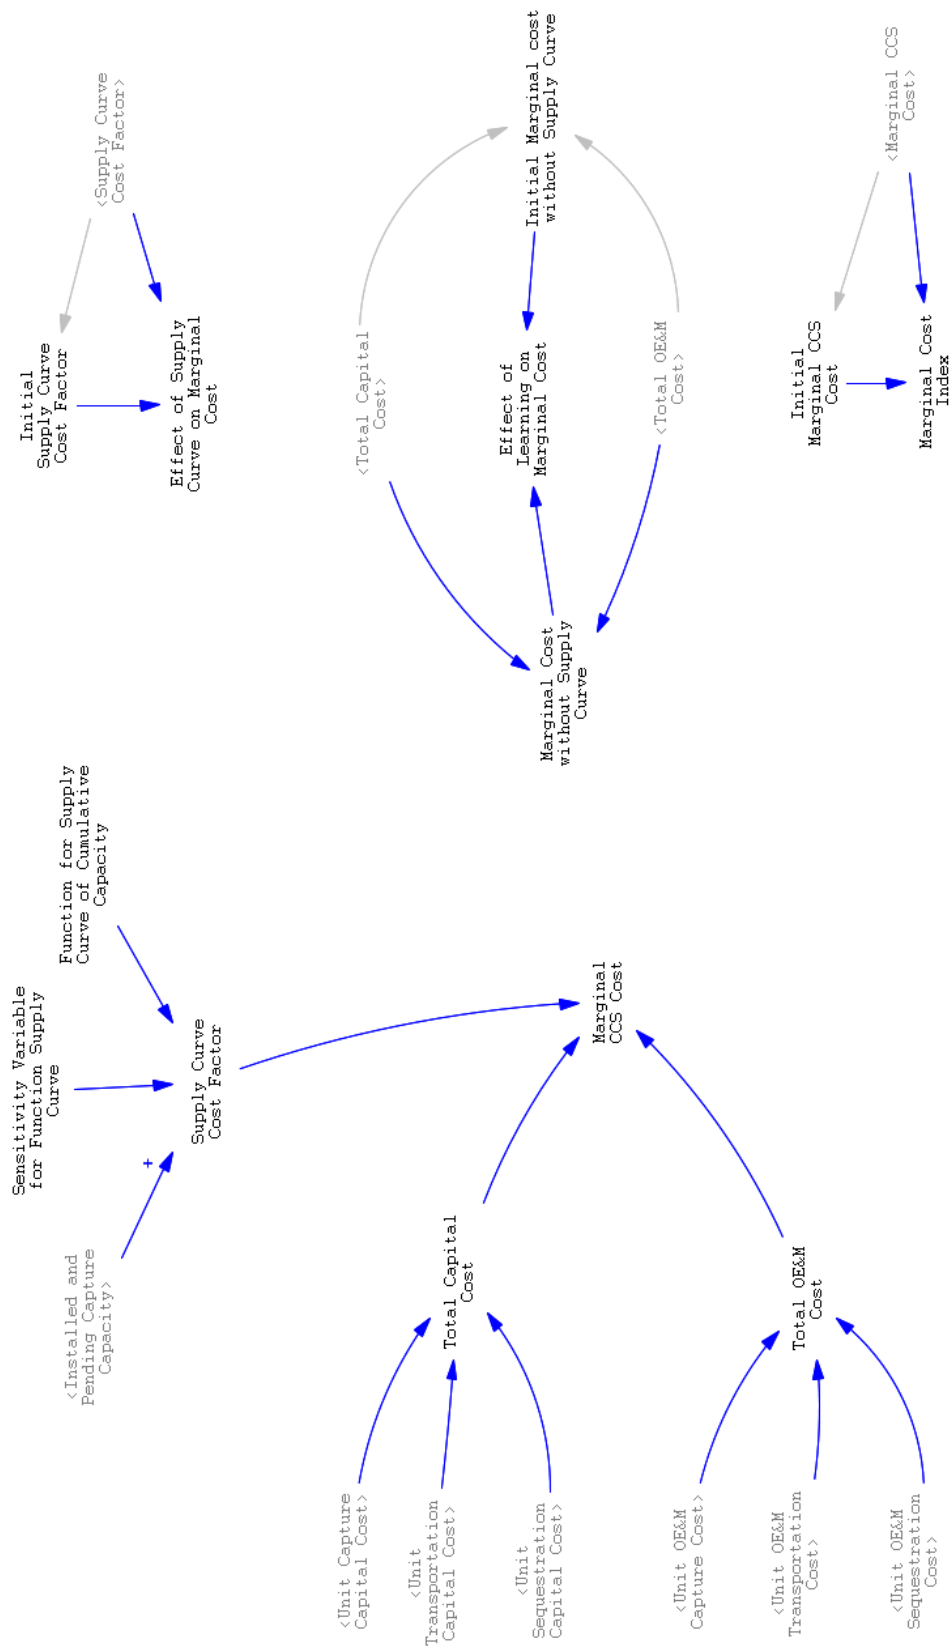 <Installed and
Pending Capture
Capacity>
Sensitivity Variable
for Function Supply
Curve
Function for Supply
Curve of Cumulative
Capacity
+
Supply Curve
Cost Factor
<Unit Capture
Capital Cost>
<Unit
Transportation
Capital Cost>
<Unit
Sequestration
Capital Cost>
Total Capital
Cost
Marginal
CCS Cost
<Unit OE&M
Capture Cost>
<Unit OE&M
Transportation
Cost>
<Unit OE&M
Sequestration
Cost>
Total OE&M
Cost
Initial
Supply Curve
Cost Factor
<Supply Curve
Cost Factor>
Effect of Supply
Curve on Marginal
Cost
<Total Capital
Cost>
Marginal Cost
without Supply
Curve
Effect of
Learning on
Marginal Cost
Initial Marginal cost
without Supply Curve
<Total OE&M
Cost>
Initial
Marginal CCS
Cost
<Marginal CCS
Cost>
Marginal Cost
Index